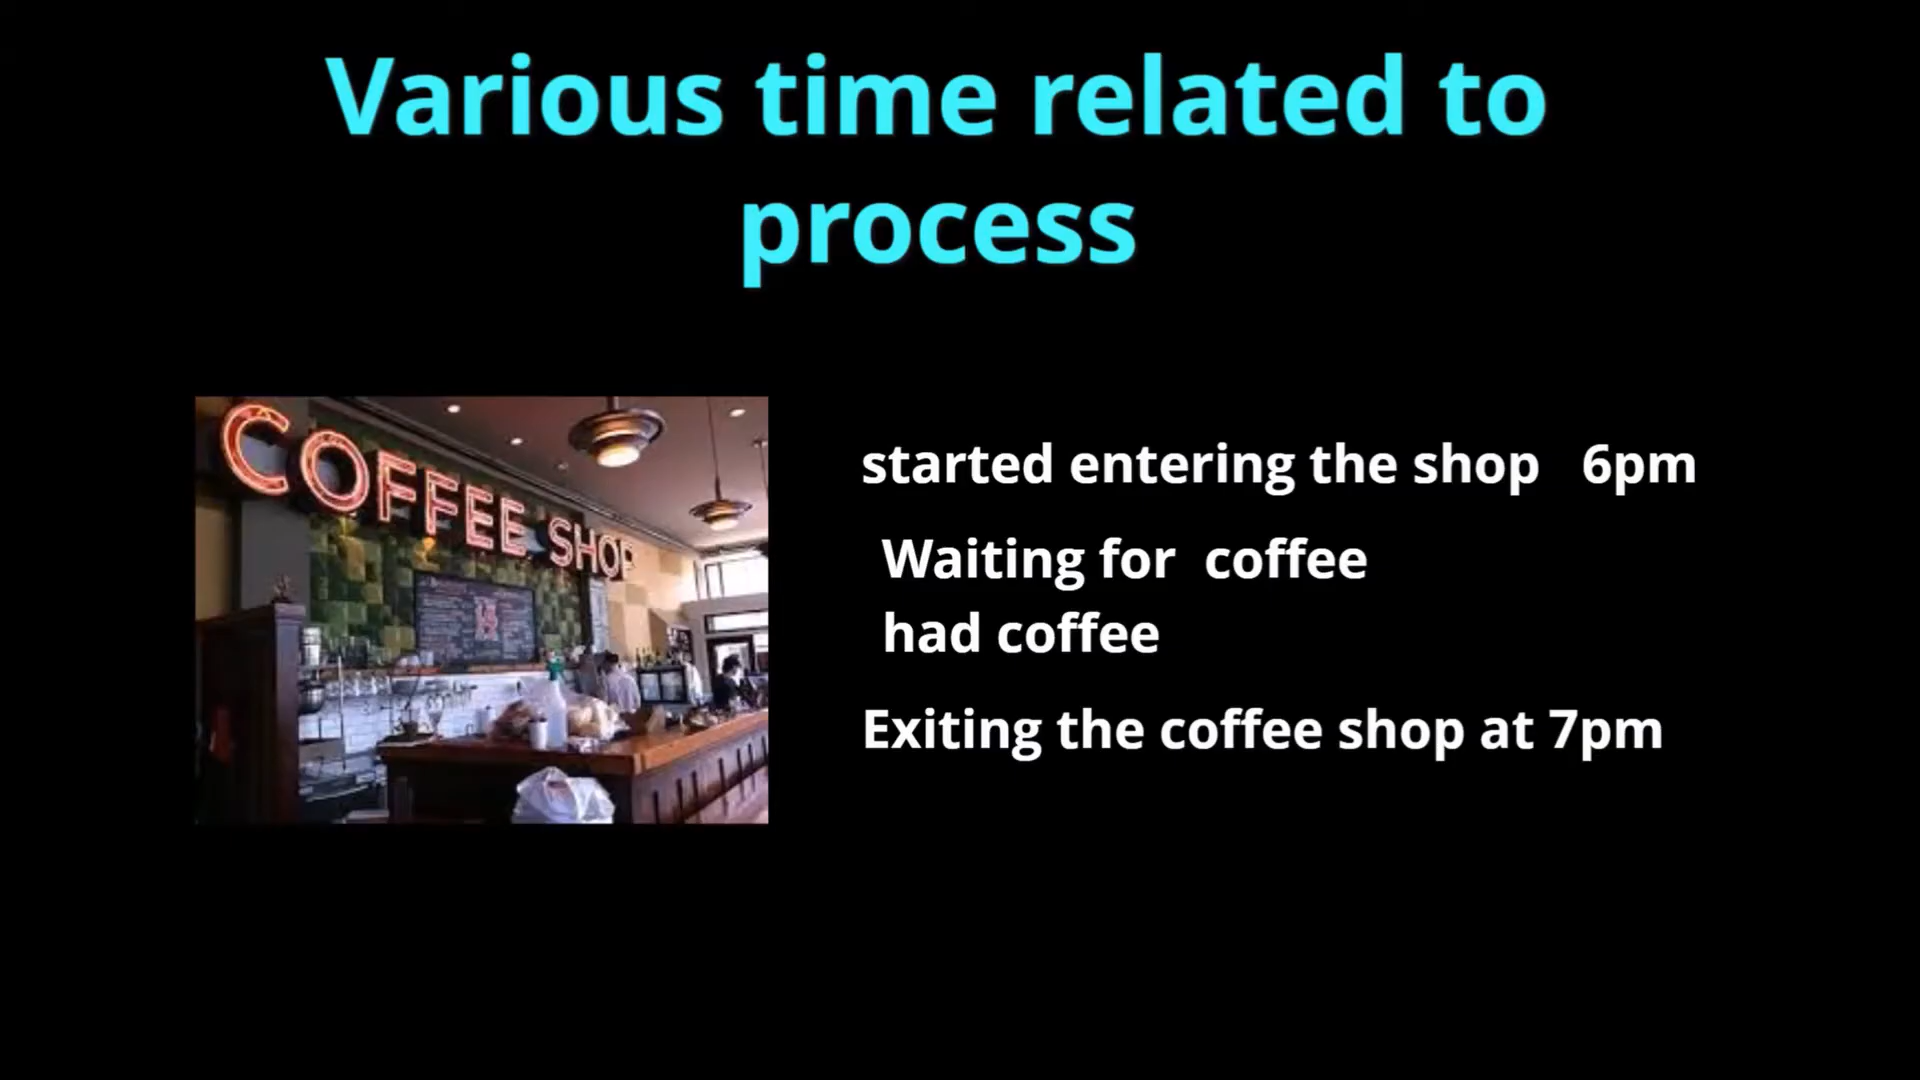 Various time related to
process
COFFEE SHOP
started entering the shop 6pm
Waiting for coffee
had coffee
Exiting the coffee shop at 7pm